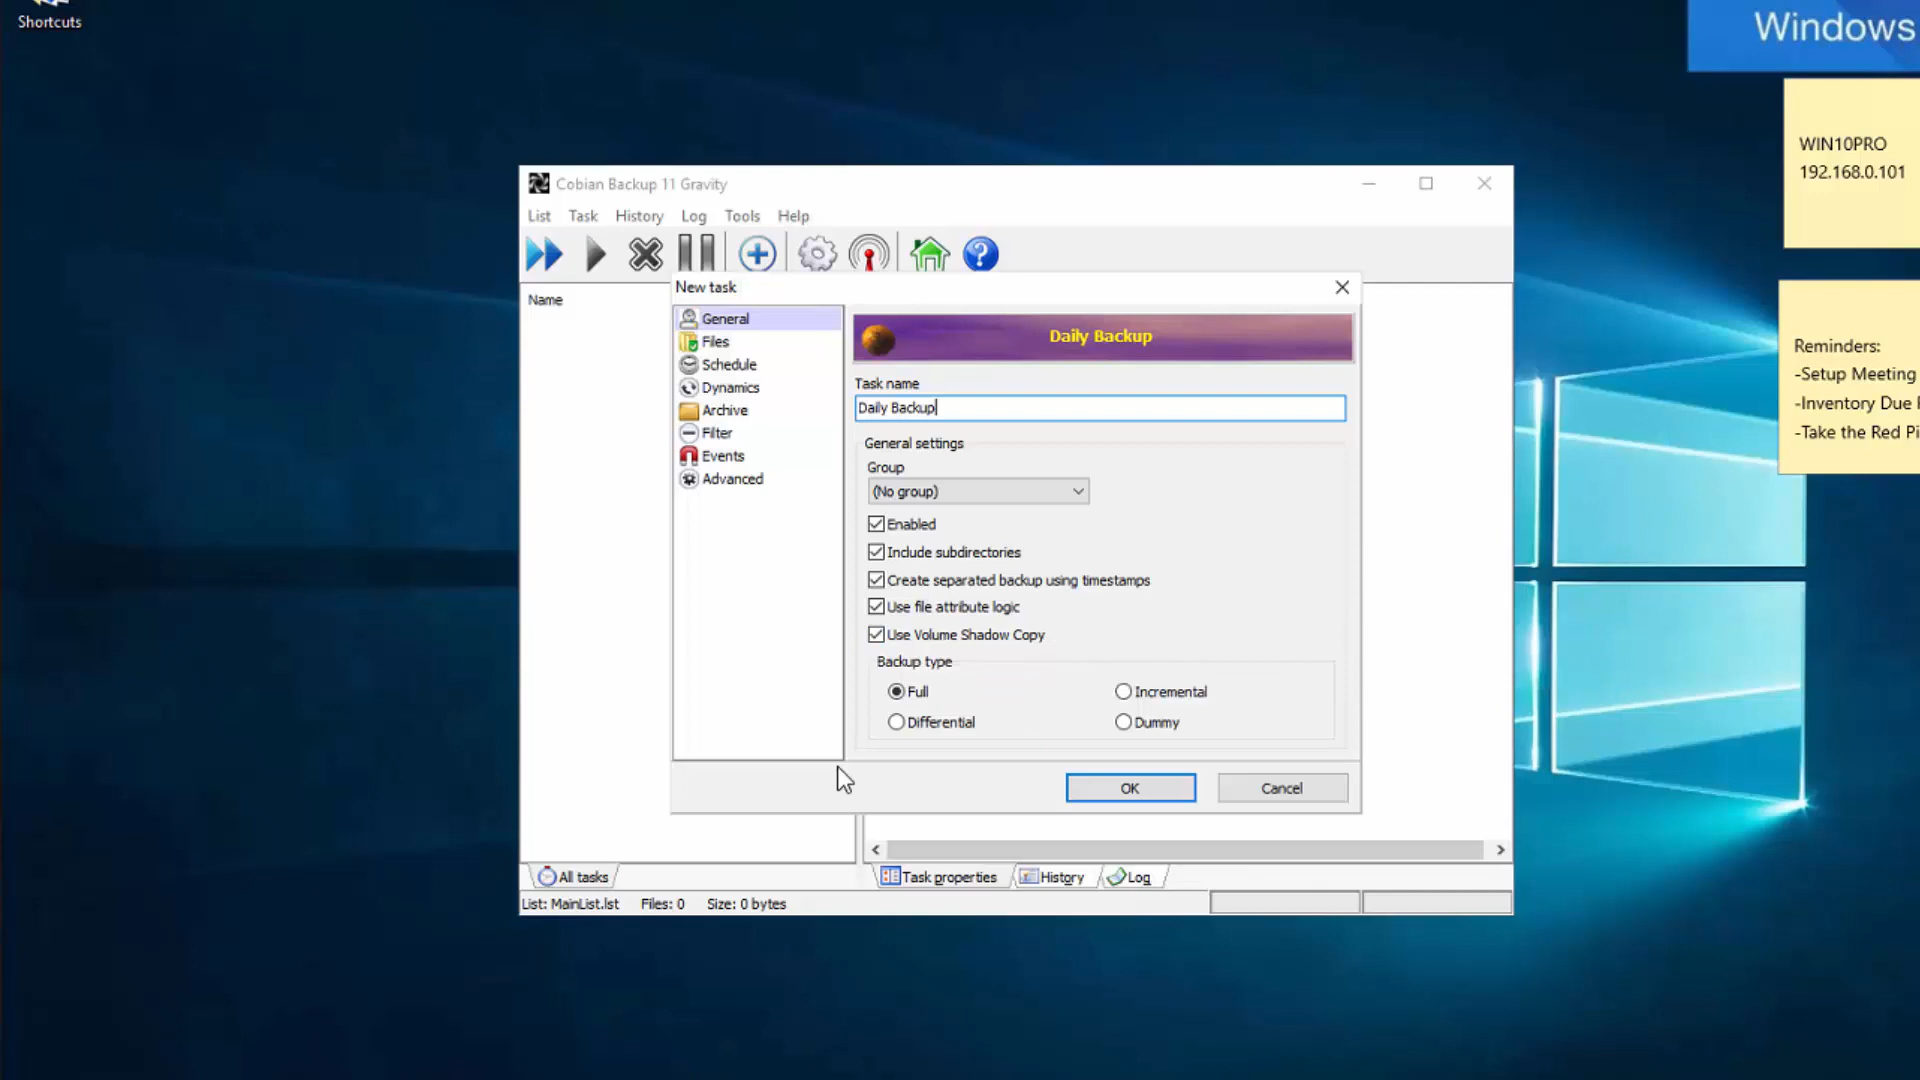 Shortcuts
Windows
WIN10PRO
192.168.0.101
Reminders:
-Setup Meeting
-Inventory Due
-Take the Red
Cobian Backup 11 Gravity
List Task History Log Tools Help
Name
New task
General
Files
Schedule
Dynamics
Archive
Filter
Events
Advanced
Daily Backup
Task name
Daily Backup
General settings
Group
(No group)
Enabled
Include subdirectories
Create separated backup using timestamps
Use file attribute logic
Use Volume Shadow Copy
Backup type
Full
Incremental
Differential
Dummy
OK
Cancel
All tasks
Task properties
History
Log
List: MainList.lst Files: 0 Size: 0 bytes